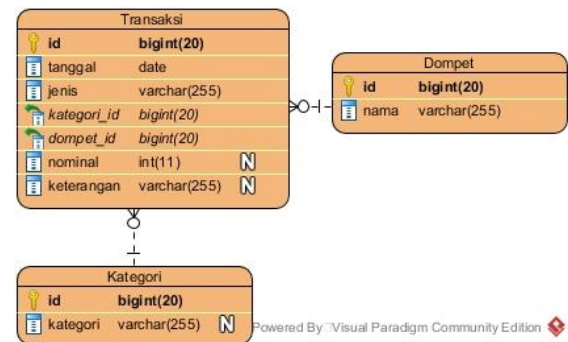 Transaksi
id bigint(20)
tanggal date
jenis varchar(255)
kategori_id bigint(20)
dompet_id bigint(20)
nominal int(11) N
keterangan varchar(255) N
Dompet
id bigint(20)
nama varchar(255)
Kategori
id bigint(20)
kategori varchar(255) N
Powered By Visual Paradigm Community Edition